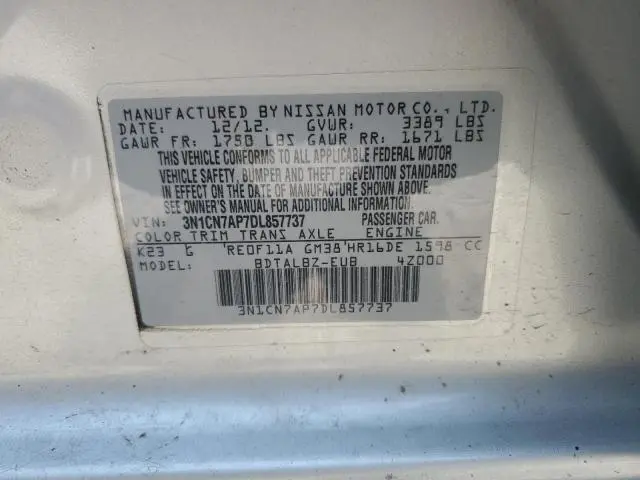 MANUFACTURED BY NISSAN MOTOR CO., LTD.
DATE: 12/12. GVWR: 3389 LBS
GAWR FR: 1750 LBS GAWR RR: 1671 LBS
THIS VEHICLE CONFORMS TO ALL APPLICABLE FEDERAL MOTOR
VEHICLE SAFETY, BUMPER AND THEFT PREVENTION STANDARDS
IN EFFECT ON THE DATE OF MANUFACTURE SHOWN ABOVE.
SEE OWNER'S MANUAL FOR ADDITIONAL INFORMATION.
VIN: 3N1CN7AP7DL857737 PASSENGER CAR.
COLOR TRIM TRANS AXLE ENGINE
K23 G RE0F11A GM38 HR16DE 1598 CC
MODEL: BDTALBZ-EUB 4Z000
3N1CN7AP7DL857737